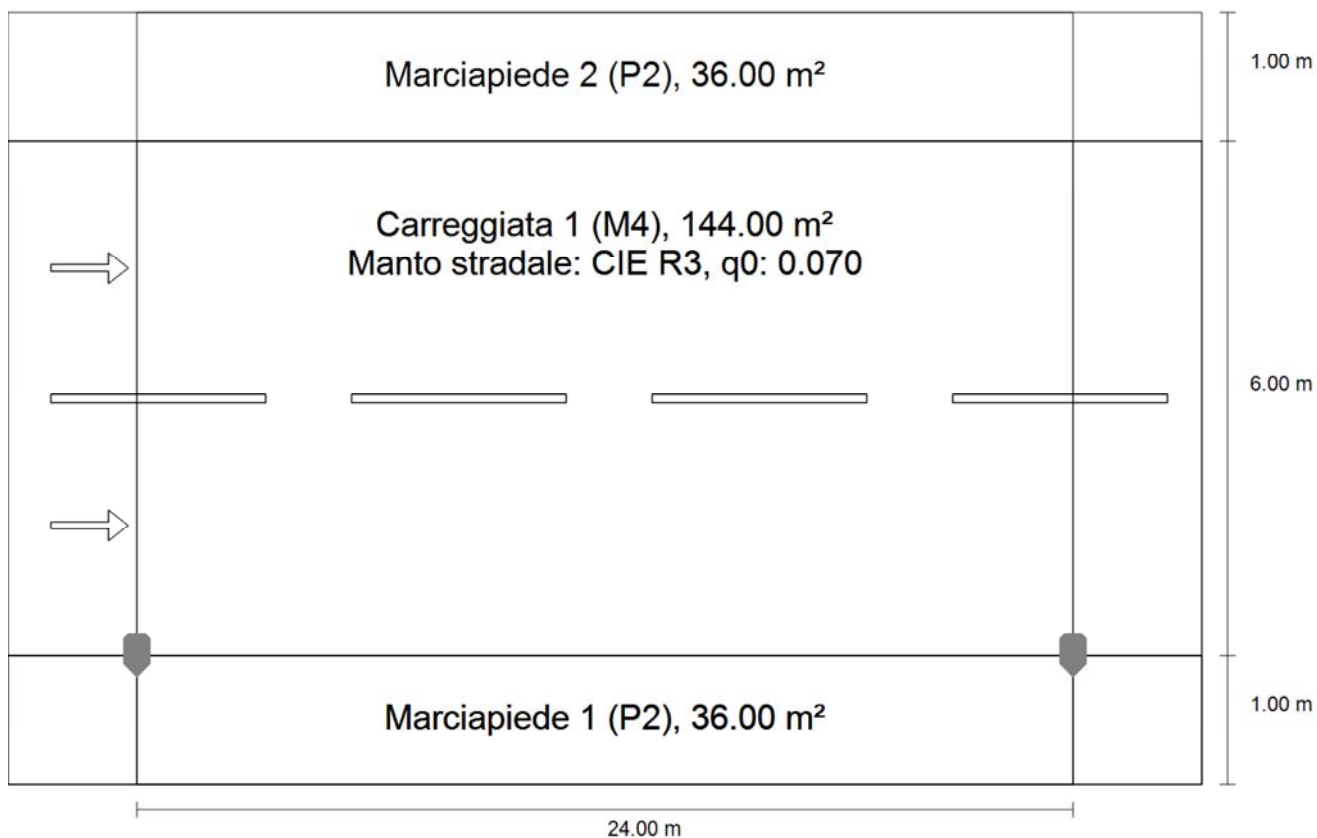 Marciapiede 2 (P2), 36.00 m²
1.00 m
Carreggiata 1 (M4), 144.00 m²
Manto stradale: CIE R3, q0: 0.070
6.00 m
Marciapiede 1 (P2), 36.00 m²
1.00 m
24.00 m